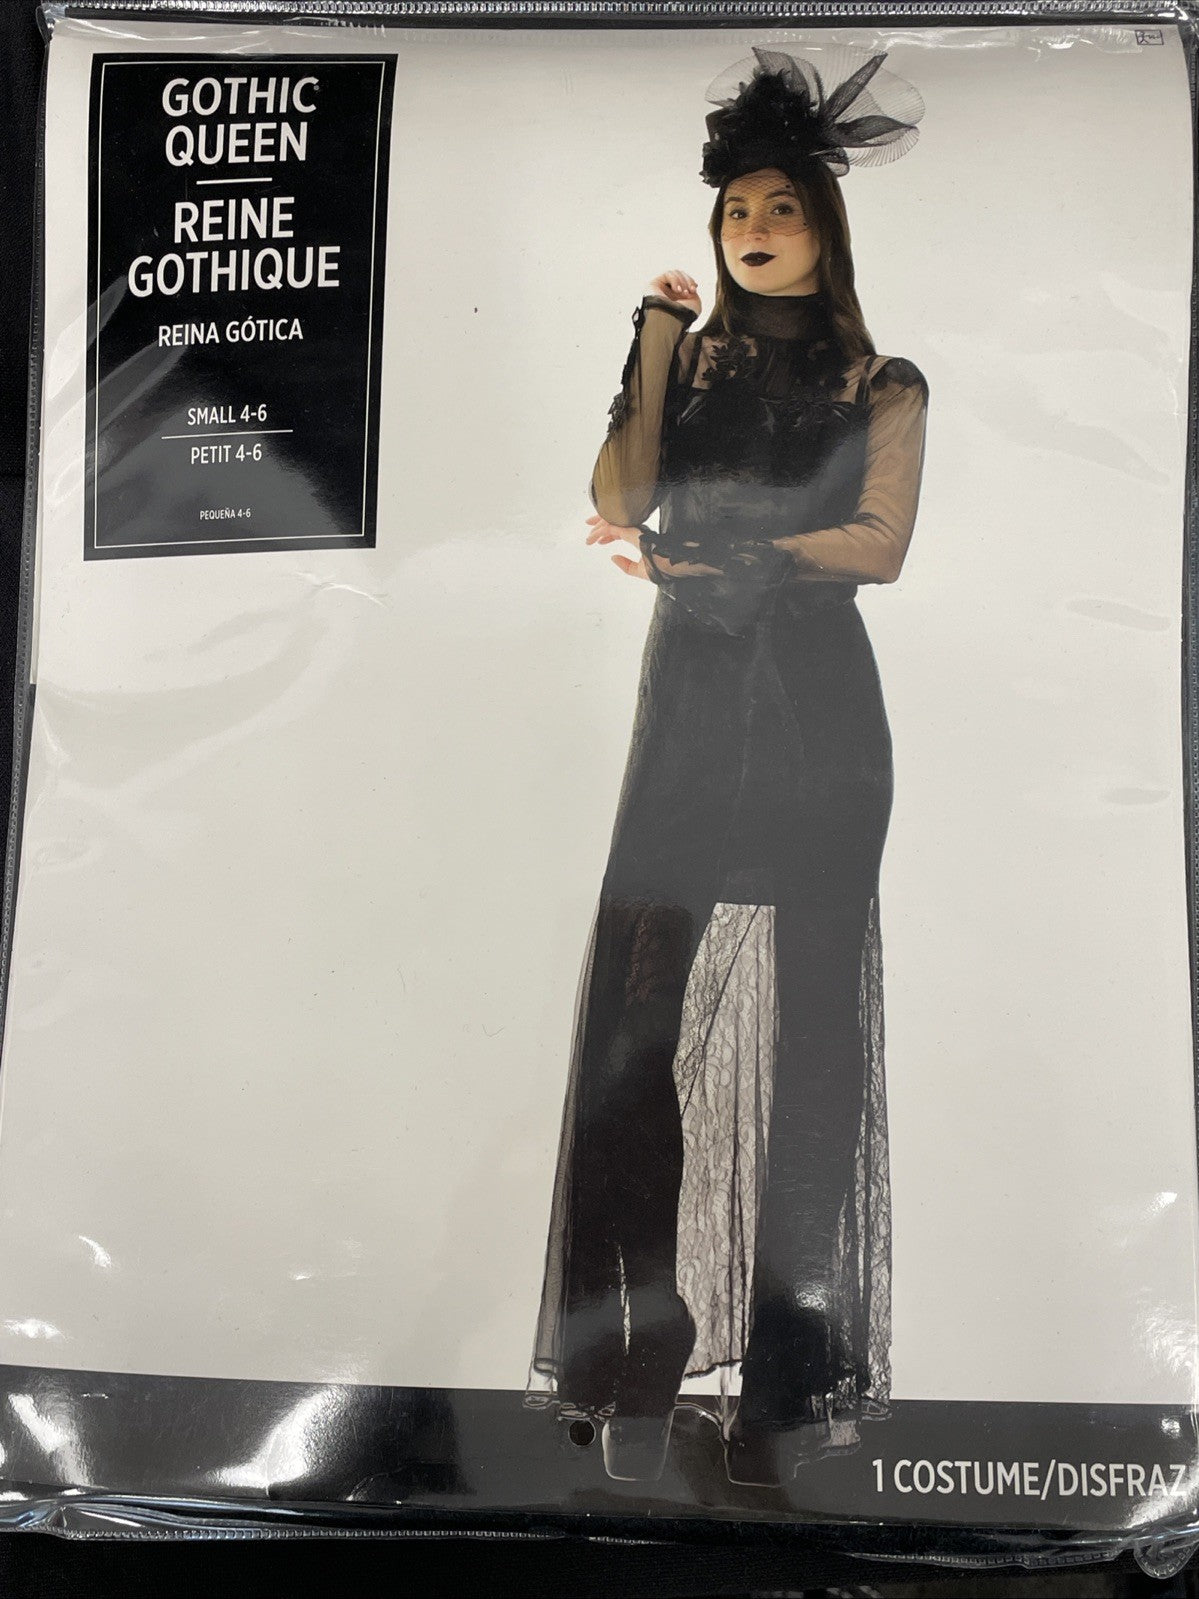 GOTHIC
QUEEN
REINE
GOTHIQUE
REINA GÓTICA
SMALL 4-6
PETIT 4-6
PEQUEÑA 4-6
1 COSTUME/DISFRAZ